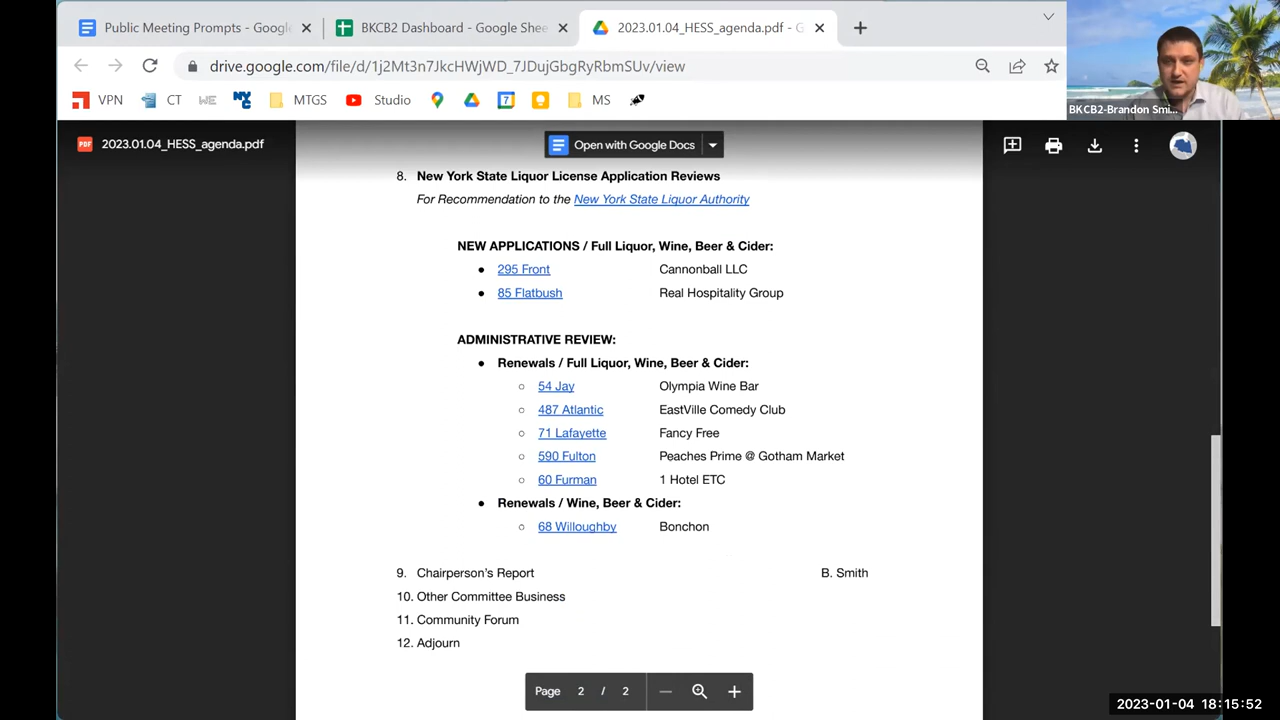 Public Meeting Prompts - Google
BKCB2 Dashboard - Google Shee
2023.01.04_HESS_agenda.pdf - G
drive.google.com/file/d/1j2Mt3n7JkcHWWD_7JDujGbgRyRbmSUv/view
VPN CT WE MTGS Studio 7 MS
BKCB2-Brandon Smi...
PDF 2023.01.04_HESS_agenda.pdf
Open with Google Docs
8. New York State Liquor License Application Reviews
For Recommendation to the New York State Liquor Authority
NEW APPLICATIONS / Full Liquor, Wine, Beer & Cider:
● 295 Front Cannonball LLC
● 85 Flatbush Real Hospitality Group
ADMINISTRATIVE REVIEW:
● Renewals / Full Liquor, Wine, Beer & Cider:
○ 54 Jay Olympia Wine Bar
○ 487 Atlantic EastVille Comedy Club
○ 71 Lafayette Fancy Free
○ 590 Fulton Peaches Prime @ Gotham Market
○ 60 Furman 1 Hotel ETC
● Renewals / Wine, Beer & Cider:
○ 68 Willoughby Bonchon
9. Chairperson's Report B. Smith
10. Other Committee Business
11. Community Forum
12. Adjourn
Page 2 / 2
2023-01-04 18:15:52